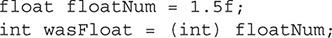 float floatNum = 1.5f;
int wasFloat = (int) floatNum;